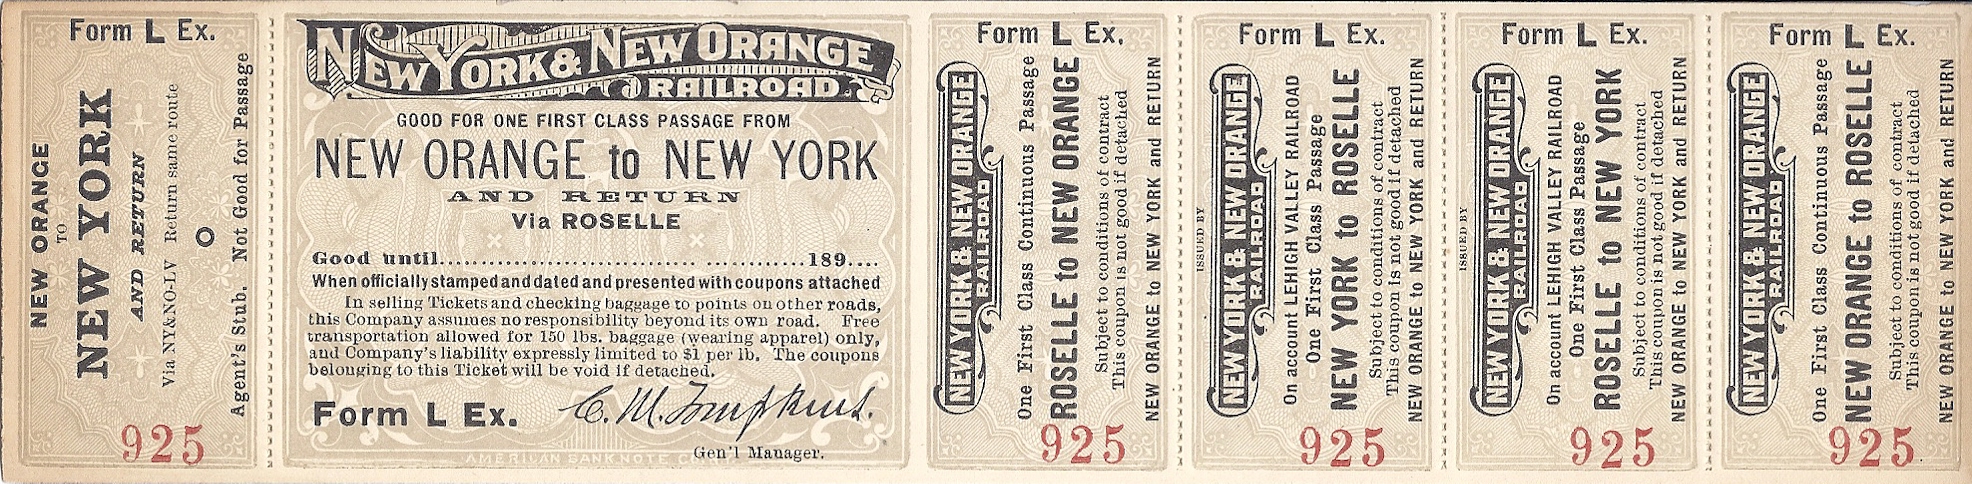 Form L Ex.
NEW ORANGE
TO
NEW YORK
AND RETURN
Via NY&NO-LV Return same route
O
Agent's Stub. Not Good for Passage
925
NEW YORK & NEW ORANGE
RAILROAD.
GOOD FOR ONE FIRST CLASS PASSAGE FROM
NEW ORANGE to NEW YORK
AND RETURN
Via ROSELLE
Good until............................................189....
When officially stamped and dated and presented with coupons attached
In selling Tickets and checking baggage to points on other roads,
this Company assumes no responsibility beyond its own road. Free
transportation allowed for 150 lbs. baggage (wearing apparel) only,
and Company's liability expressly limited to $1 per lb. The coupons
belonging to this Ticket will be void if detached.
Form L Ex.
C. M. Tompkins.
Gen'l Manager.
AMERICAN BANK NOTE CO.
Form L Ex.
NEW YORK & NEW ORANGE
RAILROAD
One First Class Continuous Passage
ROSELLE to NEW ORANGE
Subject to conditions of contract
This coupon is not good if detached
NEW ORANGE to NEW YORK and RETURN
925
Form L Ex.
ISSUED BY
NEW YORK & NEW ORANGE
RAILROAD
On account LEHIGH VALLEY RAILROAD
One First Class Passage
NEW YORK to ROSELLE
Subject to conditions of contract
This coupon is not good if detached
NEW ORANGE to NEW YORK and RETURN
925
Form L Ex.
ISSUED BY
NEW YORK & NEW ORANGE
RAILROAD
On account LEHIGH VALLEY RAILROAD
One First Class Passage
ROSELLE to NEW YORK
Subject to conditions of contract
This coupon is not good if detached
NEW ORANGE to NEW YORK and RETURN
925
Form L Ex.
NEW YORK & NEW ORANGE
RAILROAD
One First Class Continuous Passage
NEW ORANGE to ROSELLE
Subject to conditions of contract
This coupon is not good if detached
NEW ORANGE to NEW YORK and RETURN
925